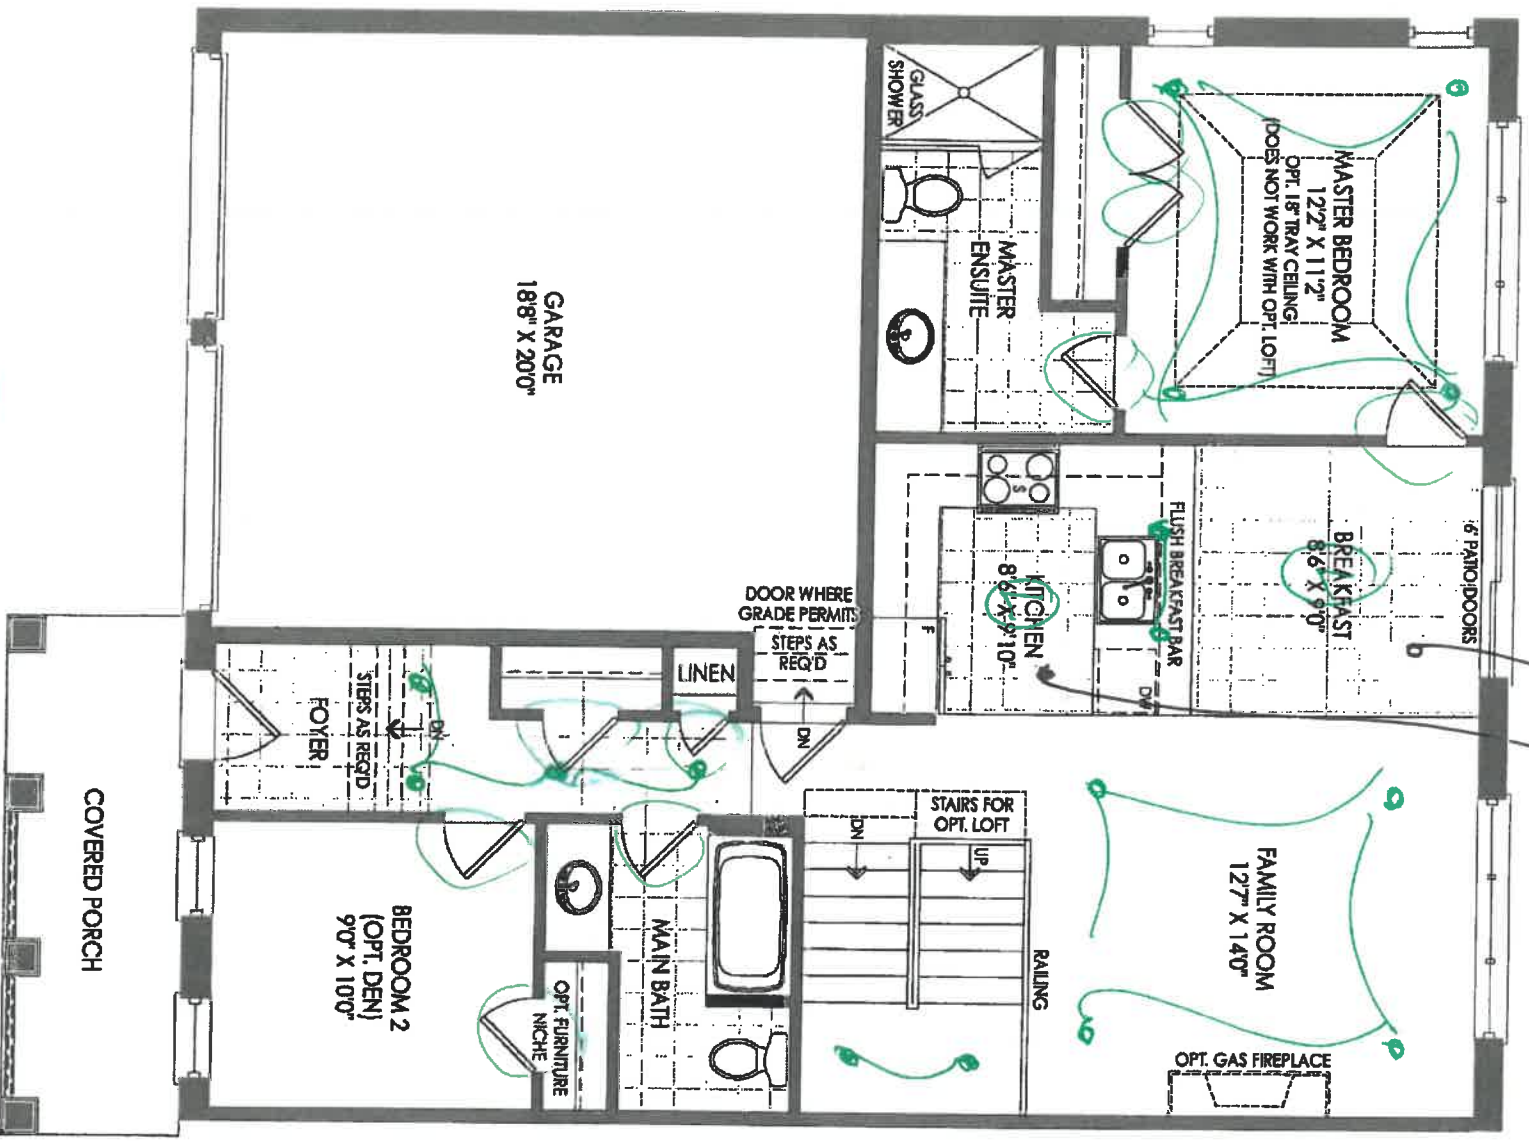 GLASS
SHOWER
MASTER
ENSUITE
MASTER BEDROOM
12'2" X 11'2"
OPT. 18" TRAY CEILING
(DOES NOT WORK WITH OPT. LOFT)
GARAGE
18'8" X 20'0"
6' PATIO DOORS
BREAKFAST
8'6" X 9'0"
FLUSH BREAKFAST BAR
KITCHEN
8'6" X 9'10"
S
DW
F
DOOR WHERE
GRADE PERMITS
STEPS AS
REQ'D
DN
LINEN
FOYER
STEPS AS REQ'D
DN
COVERED PORCH
STAIRS FOR
OPT. LOFT
DN
UP
RAILING
FAMILY ROOM
12'7" X 14'0"
OPT. GAS FIREPLACE
MAIN BATH
BEDROOM 2
(OPT. DEN)
9'0" X 10'0"
OPT. FURNITURE
NICHE